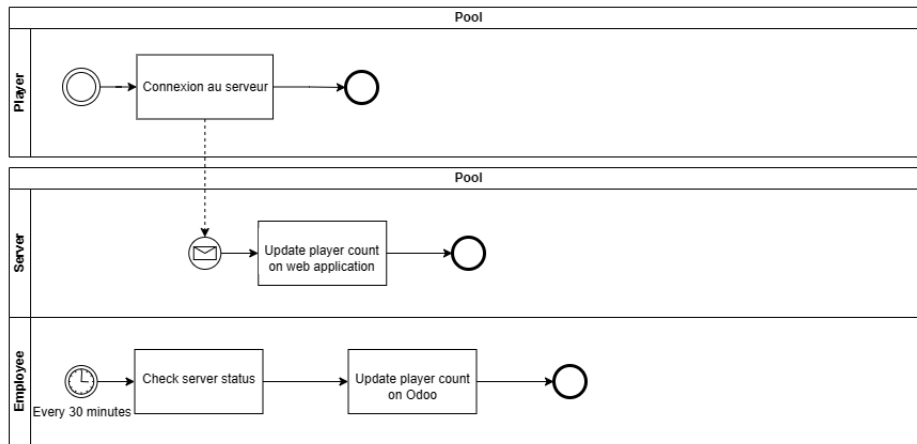 Pool
Player
Connexion au serveur
Pool
Server
Update player count
on web application
Employee
Every 30 minutes
Check server status
Update player count
on Odoo